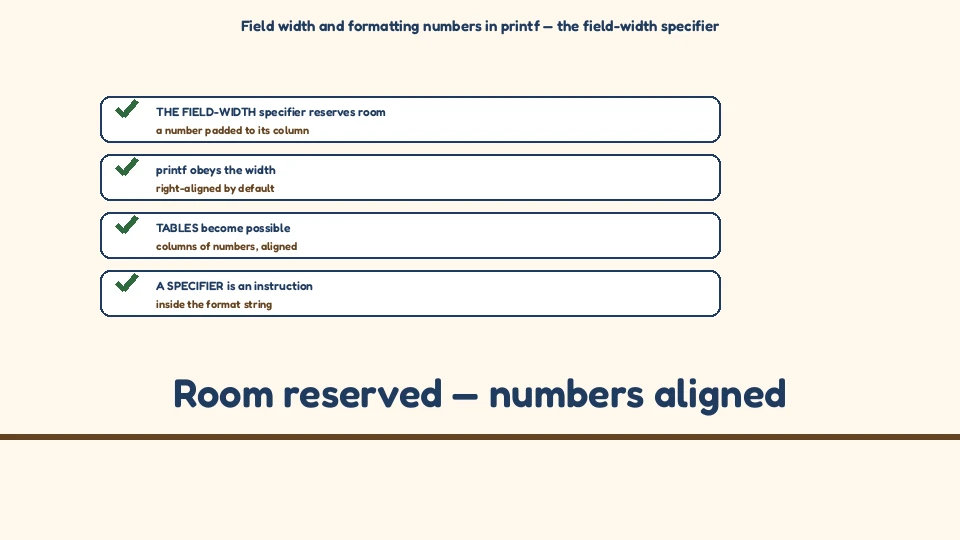 Field width and formatting numbers in printf — the field-width specifier
THE FIELD-WIDTH specifier reserves room
a number padded to its column
printf obeys the width
right-aligned by default
TABLES become possible
columns of numbers, aligned
A SPECIFIER is an instruction
inside the format string
Room reserved — numbers aligned